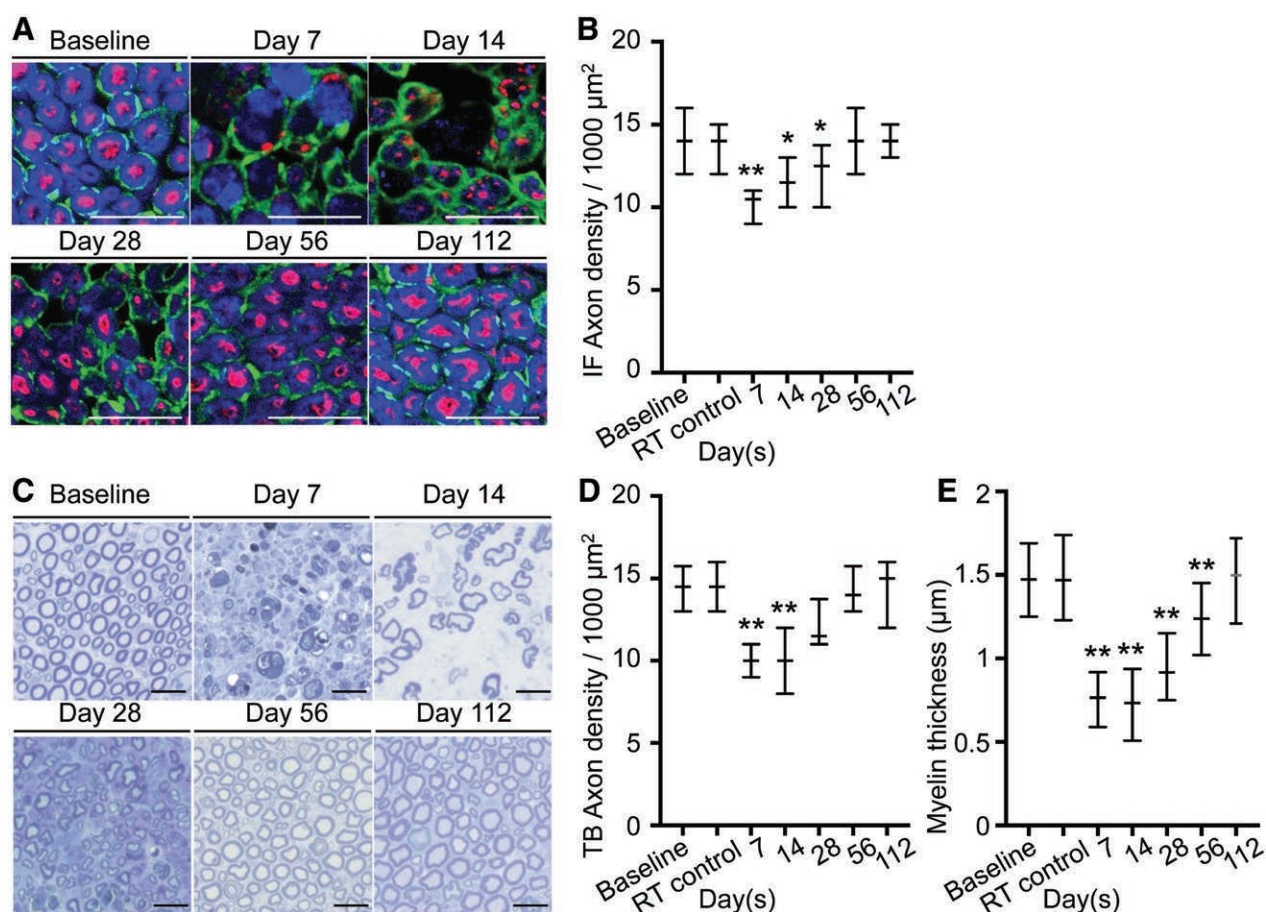 A
Baseline Day 7 Day 14
Day 28 Day 56 Day 112
B
IF Axon density / 1000 µm²
20
15
10
5
0
**
*
*
Baseline
RT control
7
14
28
56
112
Day(s)
C
Baseline Day 7 Day 14
Day 28 Day 56 Day 112
D
TB Axon density / 1000 µm²
20
15
10
5
0
**
**
Baseline
RT control
7
14
28
56
112
Day(s)
E
Myelin thickness (µm)
2
1.5
1
0.5
0
**
**
**
**
Baseline
RT control
7
14
28
56
112
Day(s)